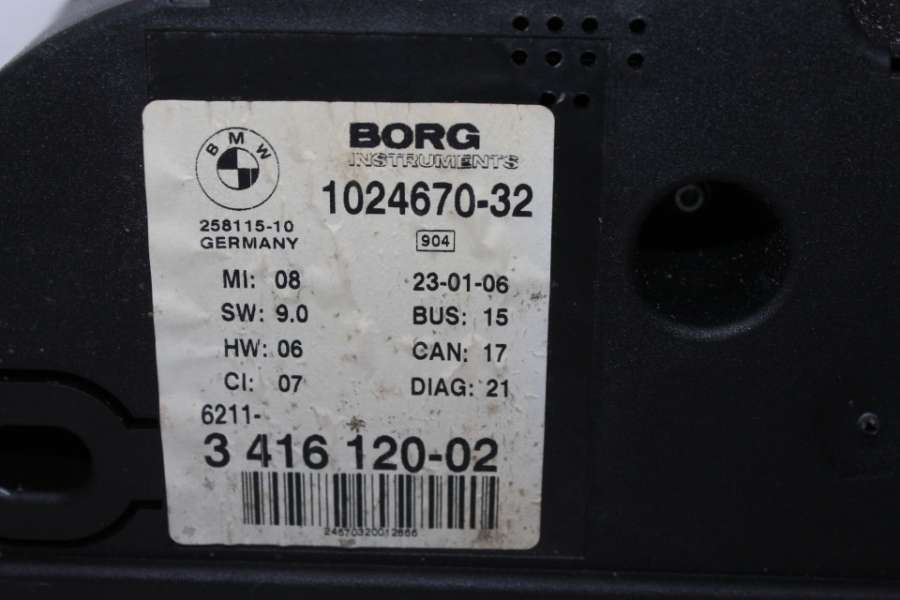 BMW
BORG
INSTRUMENTS
1024670-32
258115-10
GERMANY
904
MI: 08
23-01-06
SW: 9.0
BUS: 15
HW: 06
CAN: 17
CI: 07
DIAG: 21
6211-
3 416 120-02
24670320012666